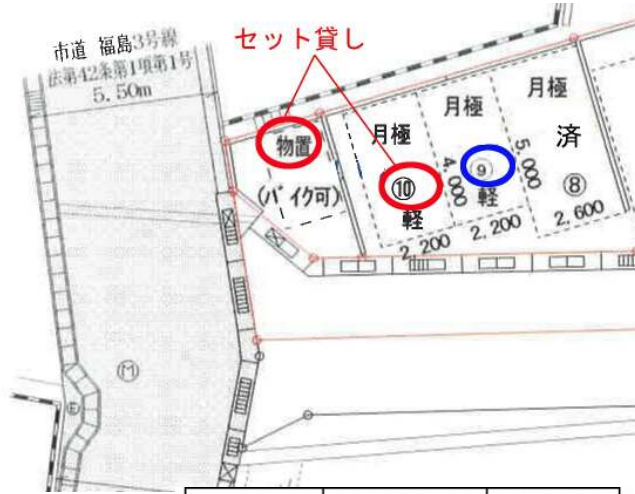 市道 福島3号線
法第42条第1項第1号
5.50m
セット貸し
物置
(バイク可)
月極
⑩
軽
2,200
4,000
月極
⑨
軽
2,200
5,000
月極
済
⑧
2,600
M
E